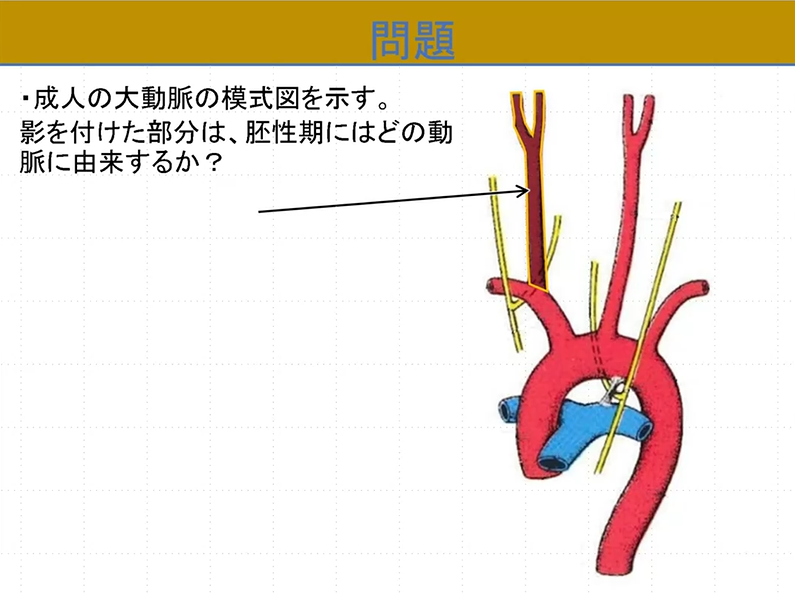 問題
・成人の大動脈の模式図を示す。
影を付けた部分は、胚性期にはどの動
脈に由来するか？